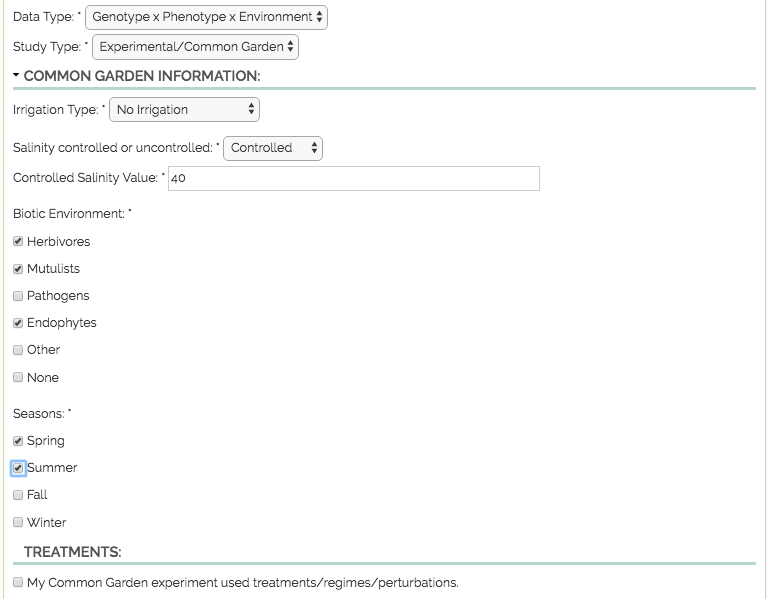 Data Type: * Genotype x Phenotype x Environment
Study Type: * Experimental/Common Garden
COMMON GARDEN INFORMATION:
Irrigation Type: * No Irrigation
Salinity controlled or uncontrolled: * Controlled
Controlled Salinity Value: * 40
Biotic Environment: *
Herbivores
Mutulists
Pathogens
Endophytes
Other
None
Seasons: *
Spring
Summer
Fall
Winter
TREATMENTS:
My Common Garden experiment used treatments/regimes/perturbations.